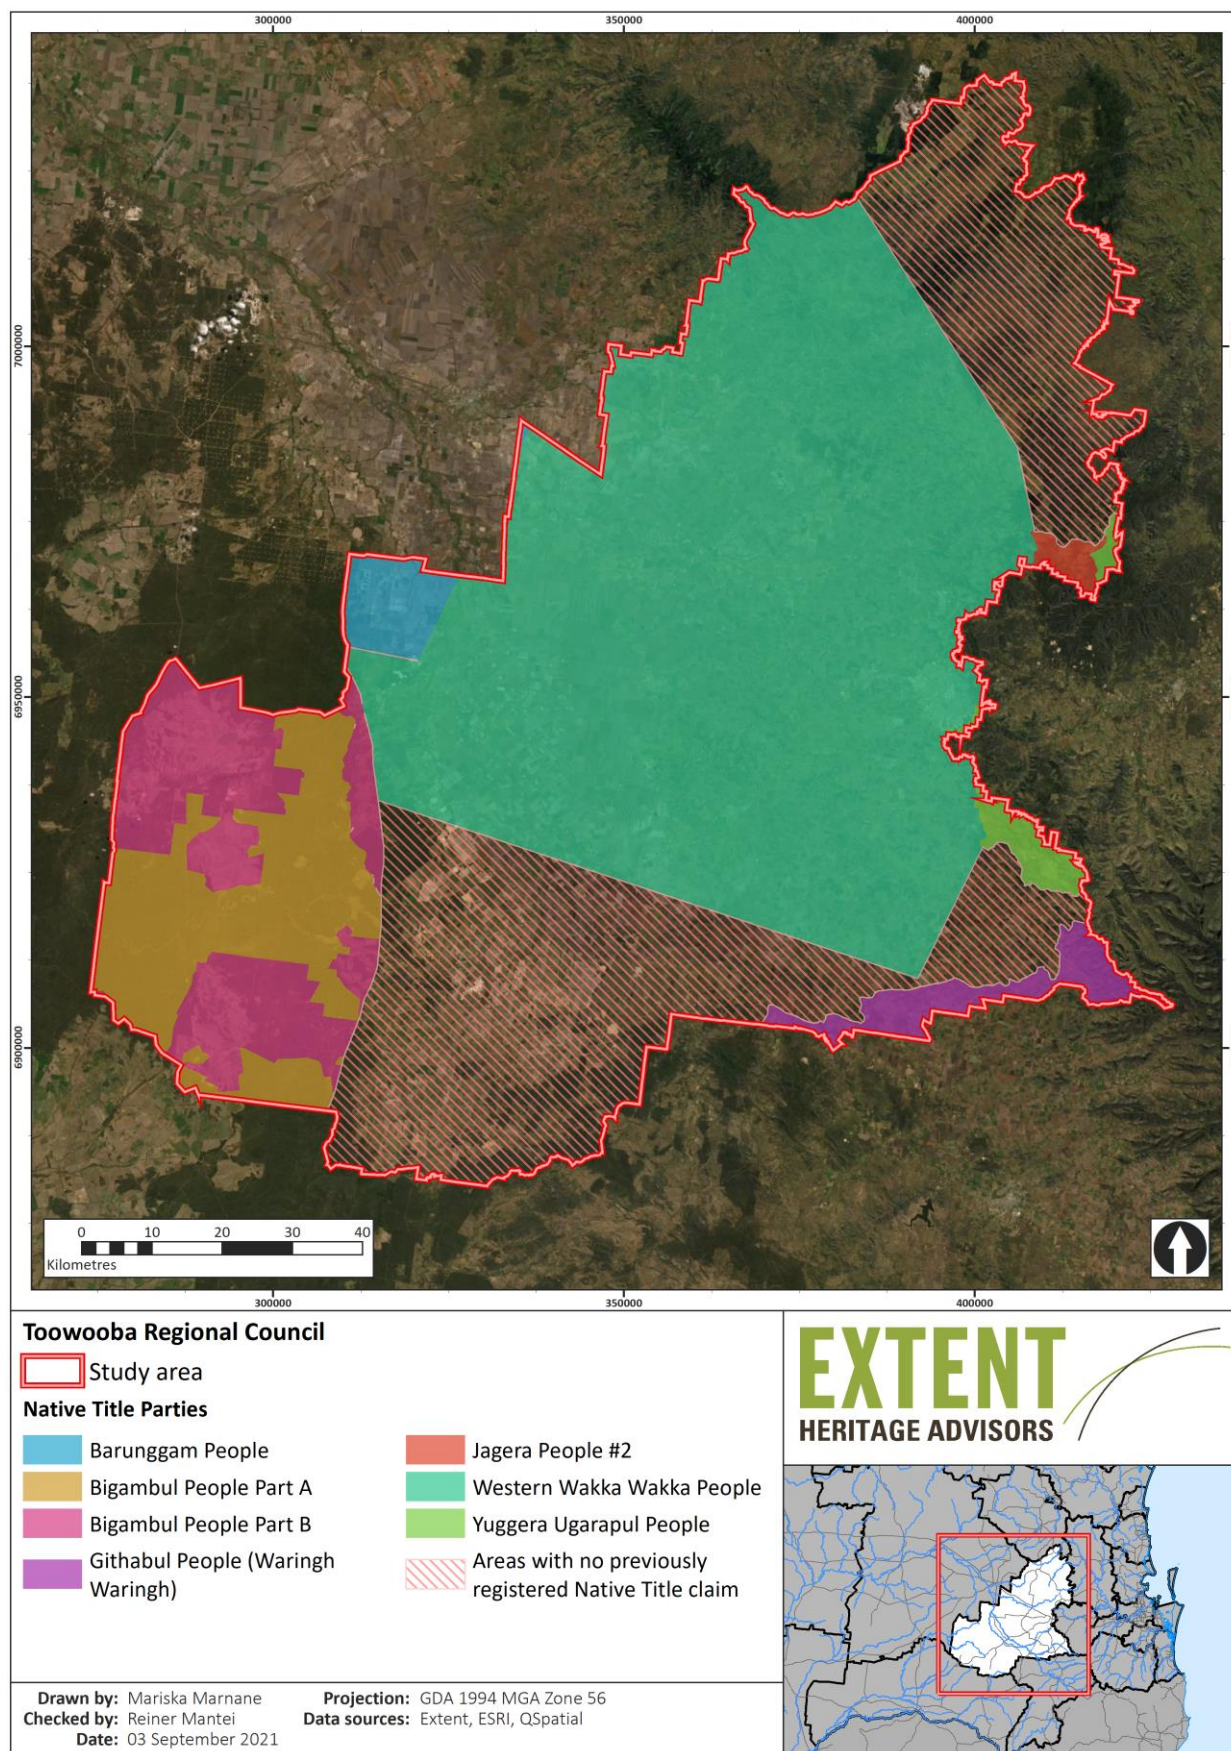 300000
350000
400000
7000000
7000000
6950000
6950000
6900000
6900000
0 10 20 30 40
Kilometres
300000
350000
400000
Toowooba Regional Council
Study area
Native Title Parties
Barunggam People
Bigambul People Part A
Bigambul People Part B
Githabul People (Waringh
Waringh)
Jagera People #2
Western Wakka Wakka People
Yuggera Ugarapul People
Areas with no previously
registered Native Title claim
EXTENT
HERITAGE ADVISORS
Drawn by: Mariska Marnane
Checked by: Reiner Mantei
Date: 03 September 2021
Projection: GDA 1994 MGA Zone 56
Data sources: Extent, ESRI, QSpatial